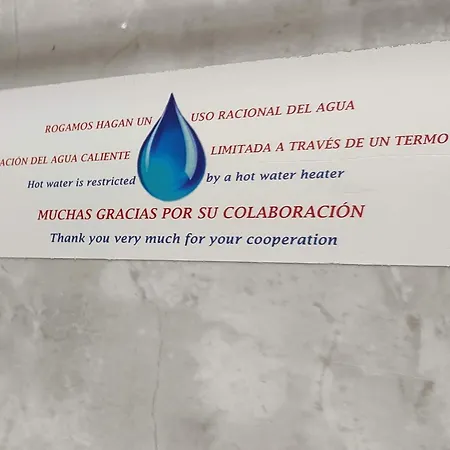 ROGAMOS HAGAN UN USO RACIONAL DEL AGUA
DEL AGUA CALIENTE LIMITADA A TRAVÉS DE UN TERMO
Hot water is restricted by a hot water heater
MUCHAS GRACIAS POR SU COLABORACIÓN
Thank you very much for your cooperation